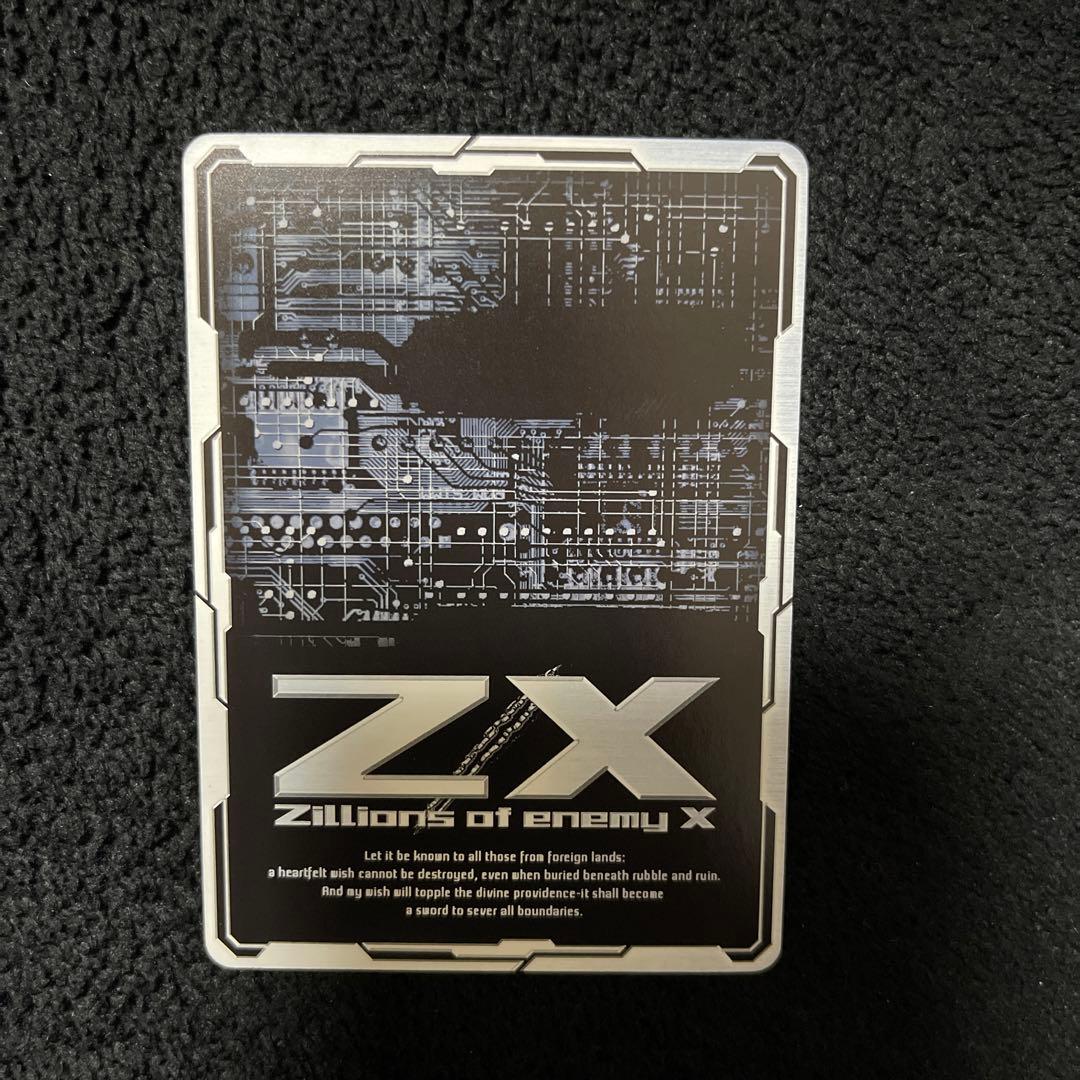 Z/X
Zillions of enemy X
Let it be known to all those from foreign lands:
a heartfelt wish cannot be destroyed, even when buried beneath rubble and ruin.
And my wish will topple the divine providence-it shall become
a sword to sever all boundaries.